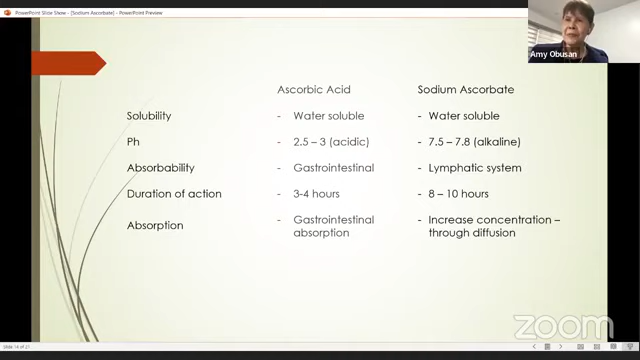 PowerPoint Slide Show - [Sodium Ascorbate] - PowerPoint Preview
Amy Obusan
Ascorbic Acid Sodium Ascorbate
Solubility - Water soluble - Water soluble
Ph - 2.5 – 3 (acidic) - 7.5 – 7.8 (alkaline)
Absorbability - Gastrointestinal - Lymphatic system
Duration of action - 3-4 hours - 8 – 10 hours
Absorption - Gastrointestinal absorption - Increase concentration – through diffusion
zoom